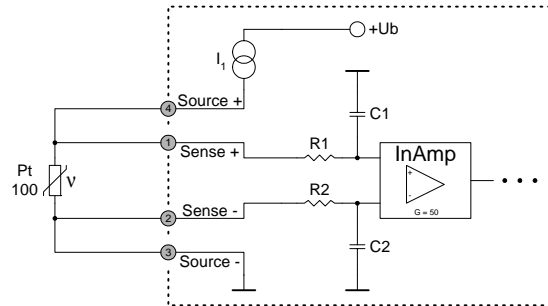 +Ub
I1
4 Source +
1 Sense +
C1
R1
InAmp
Pt 100
ν
R2
+
-
G = 50
2 Sense -
3 Source -
C2